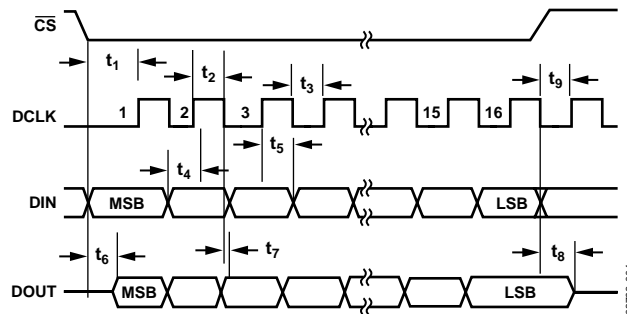 CS
t1 t2 t3 t9
DCLK 1 2 3 15 16
t4 t5
DIN MSB LSB
t6 t7 t8
DOUT MSB LSB